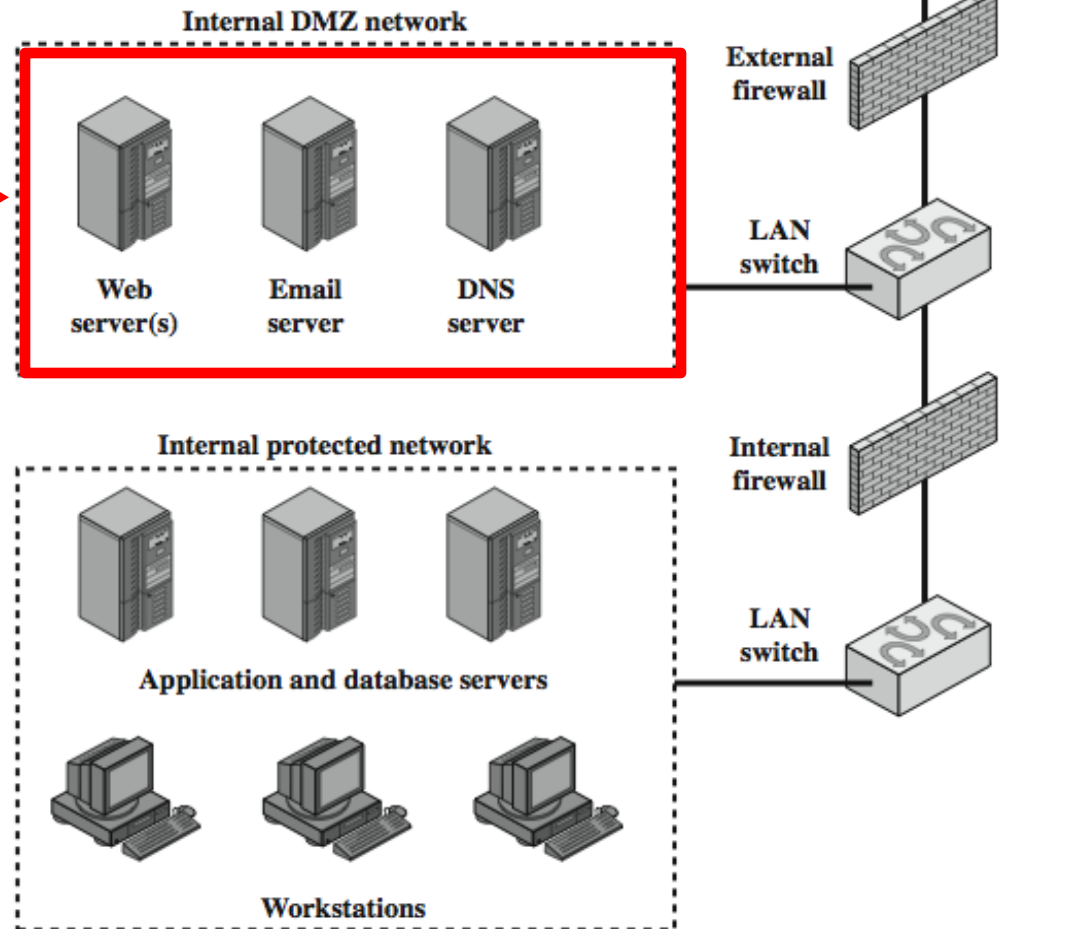 Internal DMZ network
External
firewall
Web
server(s)
Email
server
DNS
server
LAN
switch
Internal protected network
Internal
firewall
Application and database servers
LAN
switch
Workstations